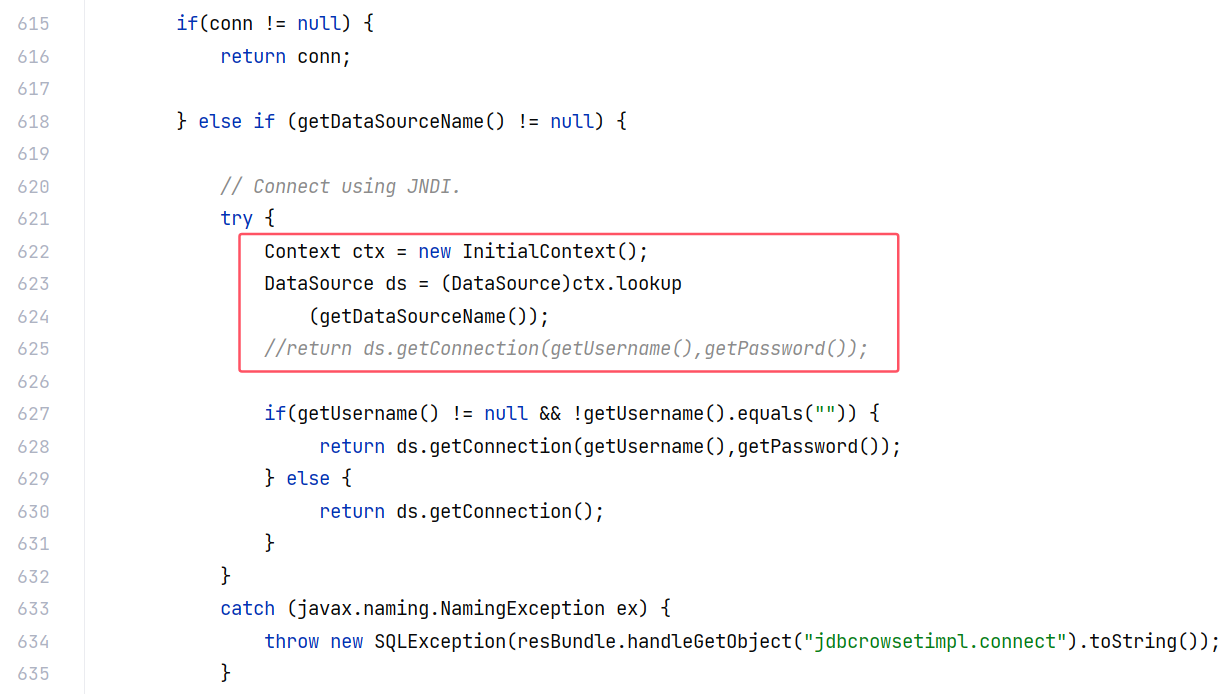 615 if(conn != null) {
616 return conn;
617
618 } else if (getDataSourceName() != null) {
619
620 // Connect using JNDI.
621 try {
622 Context ctx = new InitialContext();
623 DataSource ds = (DataSource)ctx.lookup
624 (getDataSourceName());
625 //return ds.getConnection(getUsername(),getPassword());
626
627 if(getUsername() != null && !getUsername().equals("")) {
628 return ds.getConnection(getUsername(),getPassword());
629 } else {
630 return ds.getConnection();
631 }
632 }
633 catch (javax.naming.NamingException ex) {
634 throw new SQLException(resBundle.handleGetObject("jdbcrowsetimpl.connect").toString());
635 }